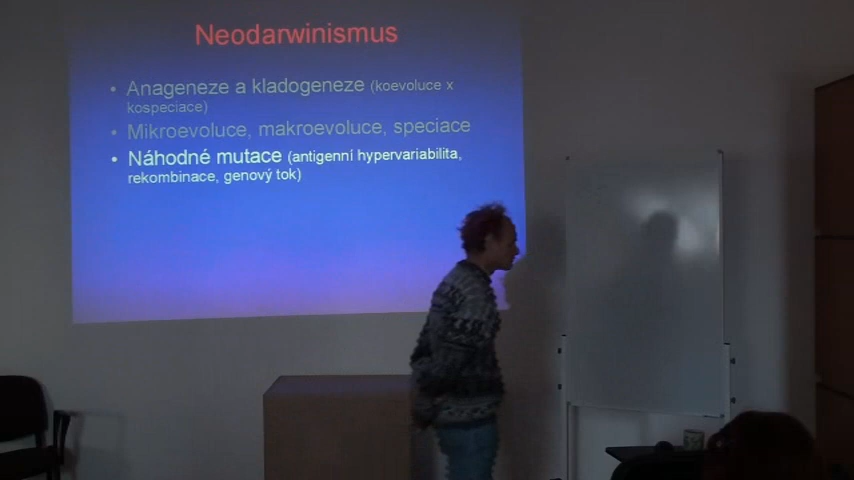 Neodarwinismus
• Anageneze a kladogeneze (koevoluce x
kospeciace)
• Mikroevoluce, makroevoluce, speciace
• Náhodné mutace (antigenní hypervariabilita,
rekombinace, genový tok)